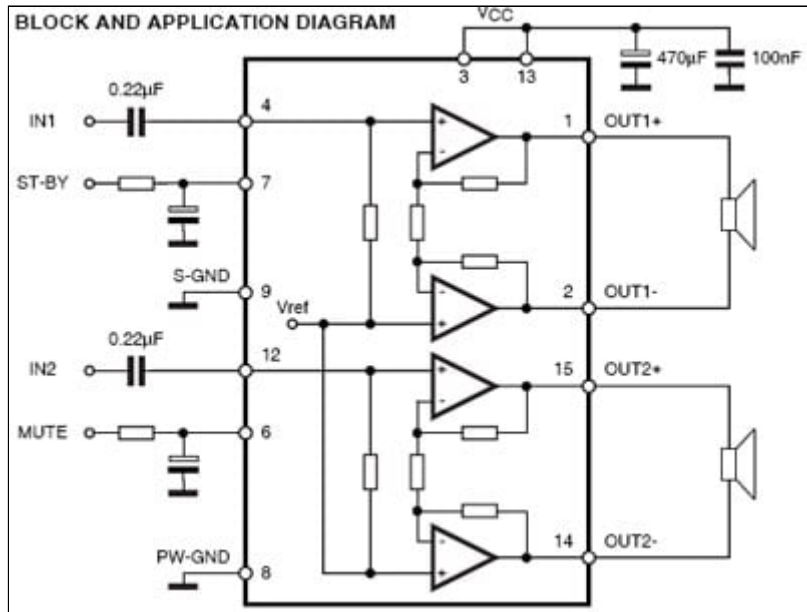 BLOCK AND APPLICATION DIAGRAM
VCC
3
13
470µF
100nF
0.22µF
IN1
4
+
-
1
OUT1+
ST-BY
7
S-GND
9
Vref
-
+
2
OUT1-
0.22µF
IN2
12
+
-
15
OUT2+
MUTE
6
PW-GND
8
-
+
14
OUT2-